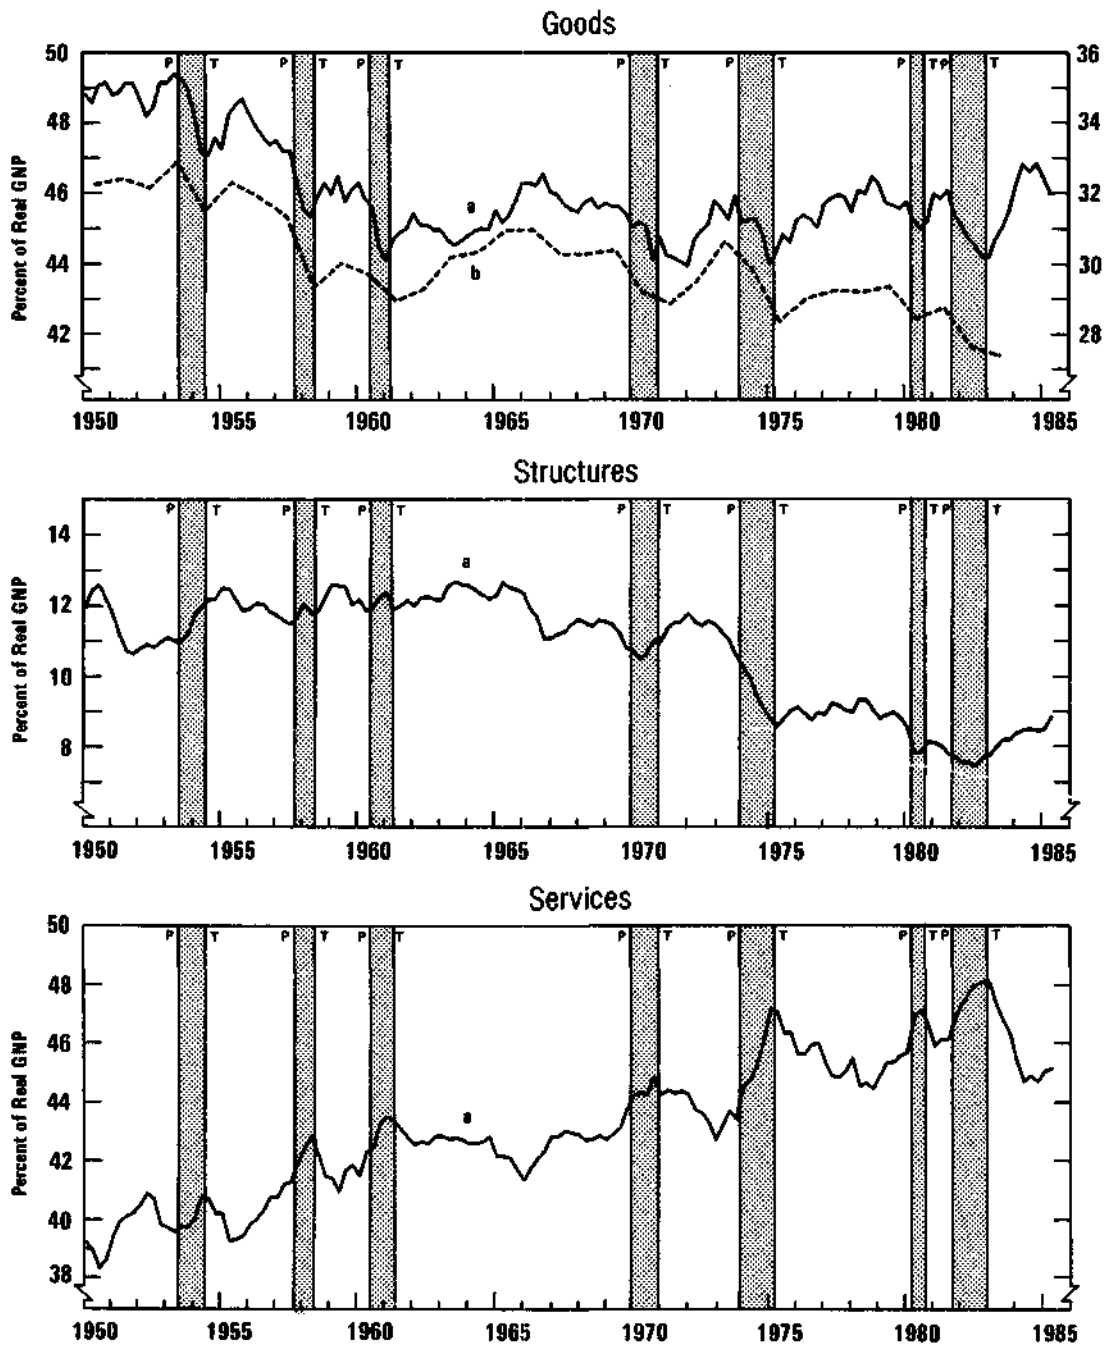 Goods
50 36
P T P T P T P T P T P T P T
48 34
46 32
a
44 30
b
42 28
Percent of Real GNP
1950 1955 1960 1965 1970 1975 1980 1985
Structures
P T P T P T P T P T P T P T
14
a
12
10
8
Percent of Real GNP
1950 1955 1960 1965 1970 1975 1980 1985
Services
50
P T P T P T P T P T P T P T
48
46
44
a
42
40
38
Percent of Real GNP
1950 1955 1960 1965 1970 1975 1980 1985